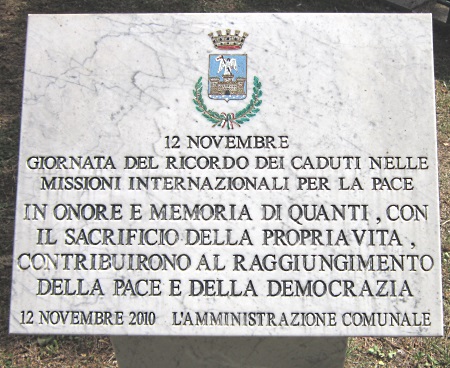 12 NOVEMBRE
GIORNATA DEL RICORDO DEI CADUTI NELLE
MISSIONI INTERNAZIONALI PER LA PACE
IN ONORE E MEMORIA DI QUANTI, CON
IL SACRIFICIO DELLA PROPRIA VITA,
CONTRIBUIRONO AL RAGGIUNGIMENTO
DELLA PACE E DELLA DEMOCRAZIA
12 NOVEMBRE 2010 L'AMMINISTRAZIONE COMUNALE